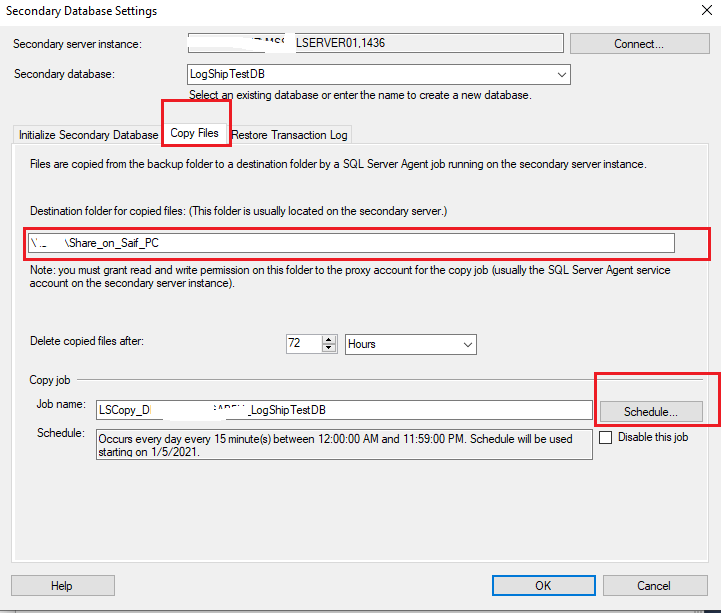 Secondary Database Settings
Secondary server instance:
LSERVER01,1436
Connect...
Secondary database:
LogShipTestDB
Select an existing database or enter the name to create a new database.
Initialize Secondary Database Copy Files Restore Transaction Log
Files are copied from the backup folder to a destination folder by a SQL Server Agent job running on the secondary server instance.
Destination folder for copied files: (This folder is usually located on the secondary server.)
\Share_on_Saif_PC
Note: you must grant read and write permission on this folder to the proxy account for the copy job (usually the SQL Server Agent service
account on the secondary server instance).
Delete copied files after:
72
Hours
Copy job
Job name:
LSCopy_D
_LogShipTestDB
Schedule...
Schedule:
Occurs every day every 15 minute(s) between 12:00:00 AM and 11:59:00 PM. Schedule will be used
starting on 1/5/2021.
Disable this job
Help
OK
Cancel